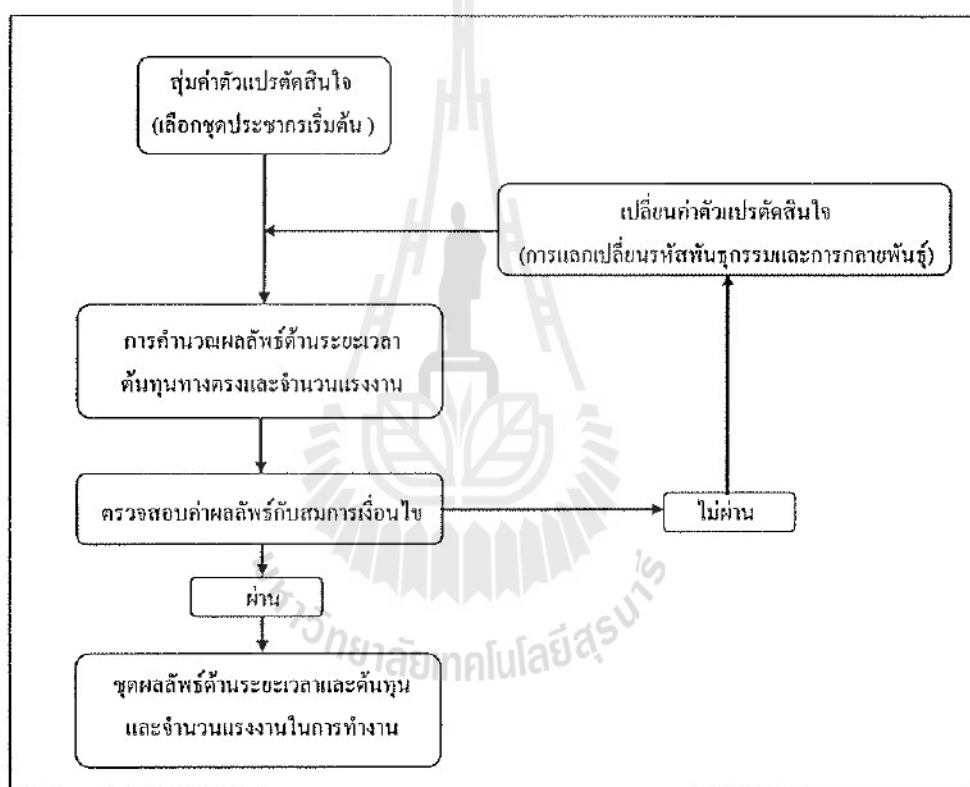 สุ่มค่าตัวแปรตัดสินใจ
(เลือกชุดประชากรเริ่มต้น )
เปลี่ยนค่าตัวแปรตัดสินใจ
(การแลกเปลี่ยนรหัสพันธุกรรมและการกลายพันธุ์)
การคำนวณผลลัพธ์ด้านระยะเวลา
ต้นทุนทางตรงและจำนวนแรงงาน
ตรวจสอบค่าผลลัพธ์กับสมการเงื่อนไข
ไม่ผ่าน
ผ่าน
ชุดผลลัพธ์ด้านระยะเวลาและต้นทุน
และจำนวนแรงงานในการทำงาน
มหาวิทยาลัยเทคโนโลยีสุรนารี